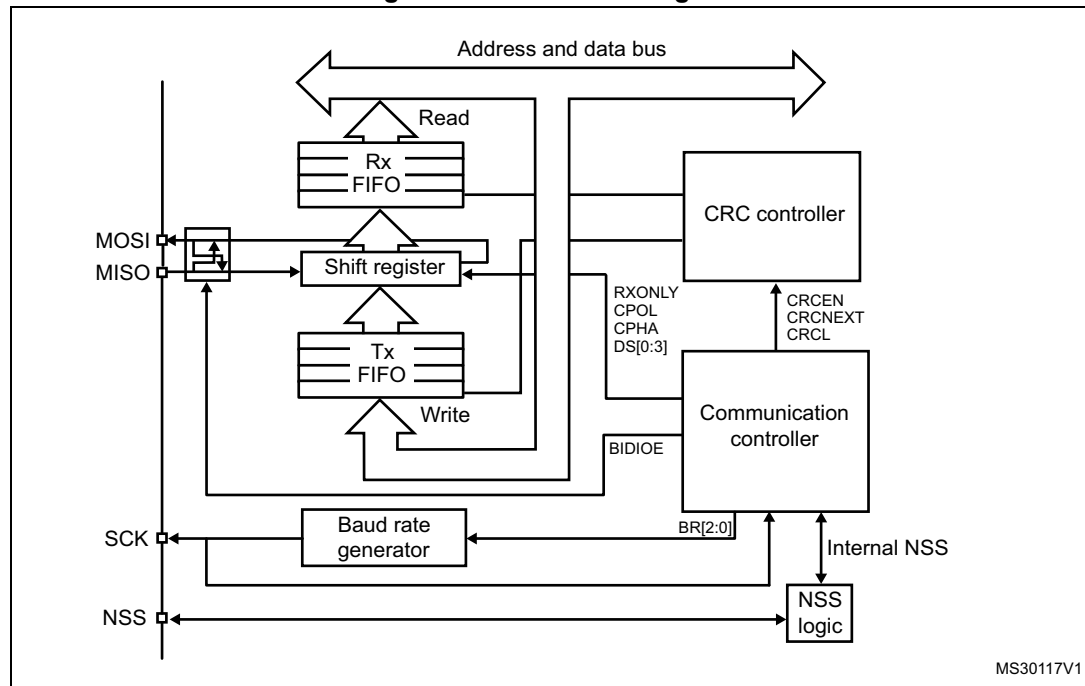 Address and data bus
Read
Rx
FIFO
CRC controller
MOSI
MISO
Shift register
RXONLY
CPOL
CPHA
DS[0:3]
CRCEN
CRCNEXT
CRCL
Tx
FIFO
Write
Communication
controller
BIDIOE
SCK
Baud rate
generator
BR[2:0]
Internal NSS
NSS
NSS
logic
MS30117V1